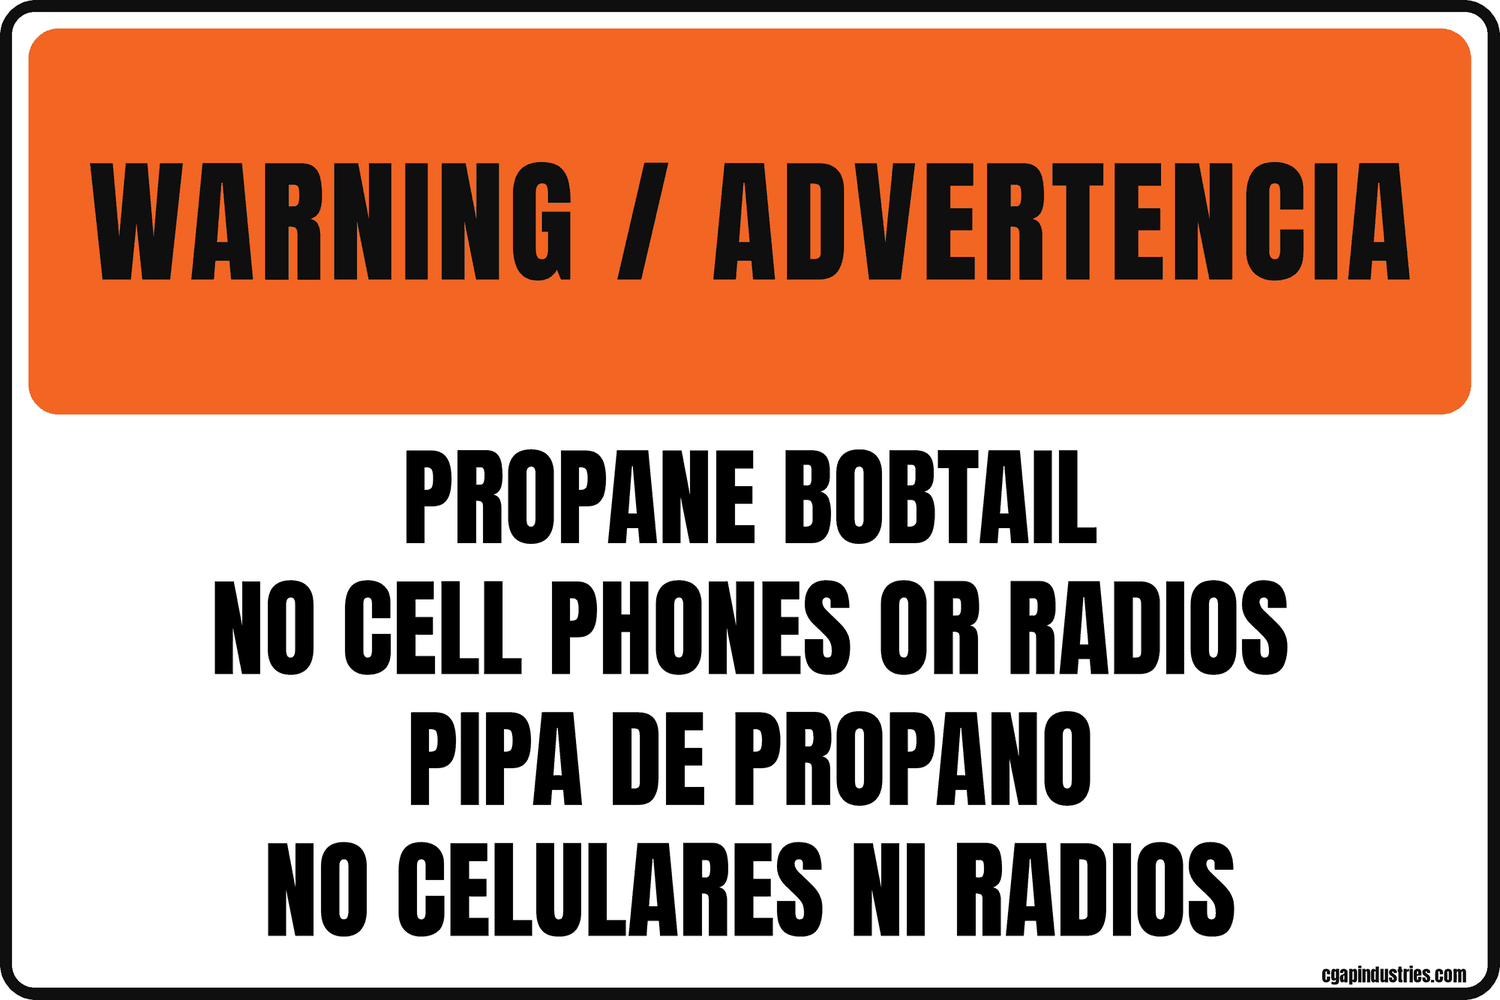 WARNING / ADVERTENCIA
PROPANE BOBTAIL
NO CELL PHONES OR RADIOS
PIPA DE PROPANO
NO CELULARES NI RADIOS
cgapindustries.com